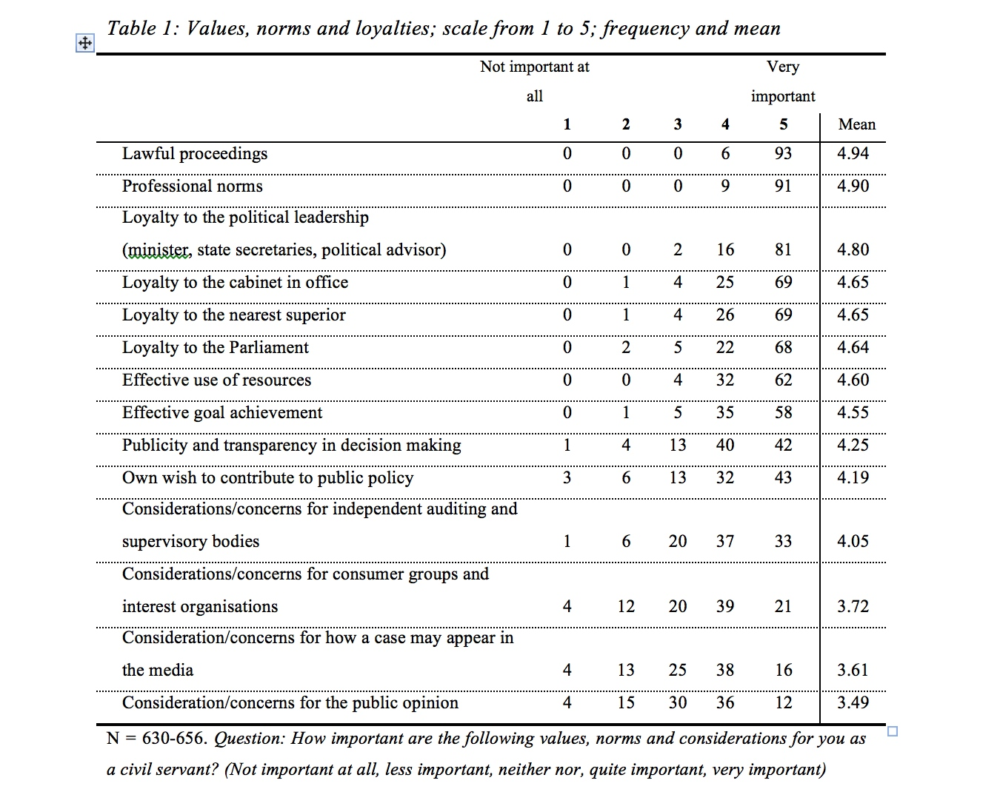 Table 1: Values, norms and loyalties; scale from 1 to 5; frequency and mean
Not important at Very
all important
1 2 3 4 5 Mean
Lawful proceedings 0 0 0 6 93 4.94
Professional norms 0 0 0 9 91 4.90
Loyalty to the political leadership
(minister, state secretaries, political advisor) 0 0 2 16 81 4.80
Loyalty to the cabinet in office 0 1 4 25 69 4.65
Loyalty to the nearest superior 0 1 4 26 69 4.65
Loyalty to the Parliament 0 2 5 22 68 4.64
Effective use of resources 0 0 4 32 62 4.60
Effective goal achievement 0 1 5 35 58 4.55
Publicity and transparency in decision making 1 4 13 40 42 4.25
Own wish to contribute to public policy 3 6 13 32 43 4.19
Considerations/concerns for independent auditing and
supervisory bodies 1 6 20 37 33 4.05
Considerations/concerns for consumer groups and
interest organisations 4 12 20 39 21 3.72
Consideration/concerns for how a case may appear in
the media 4 13 25 38 16 3.61
Consideration/concerns for the public opinion 4 15 30 36 12 3.49
N = 630-656. Question: How important are the following values, norms and considerations for you as
a civil servant? (Not important at all, less important, neither nor, quite important, very important)